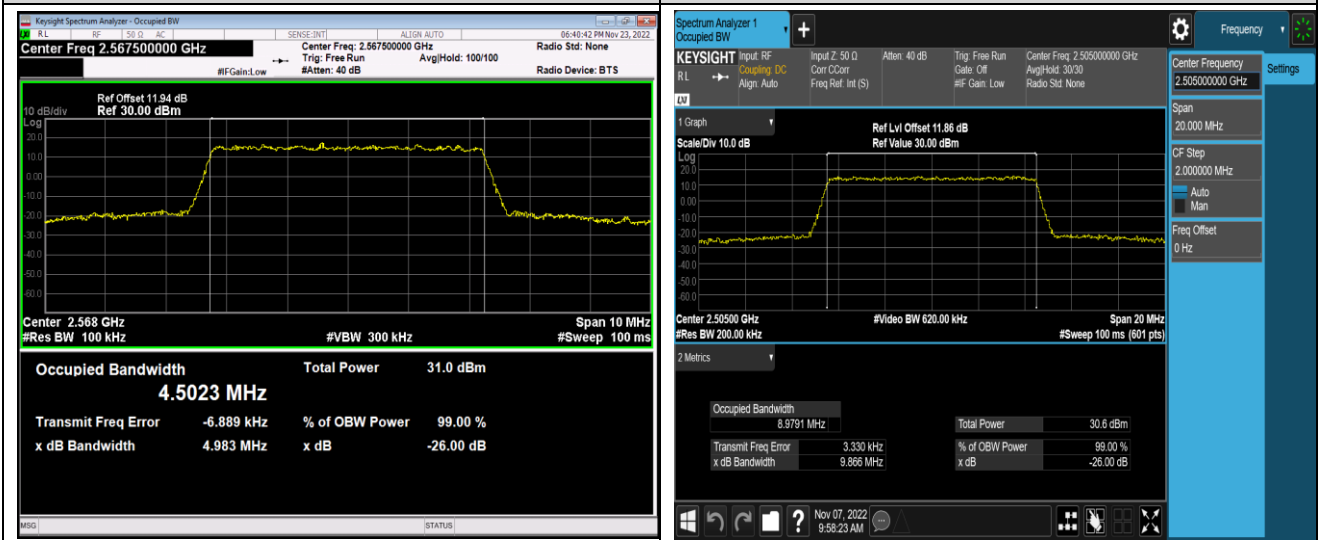 Keysight Spectrum Analyzer - Occupied BW
RL RF 50 Ω AC SENSE:INT ALIGN AUTO 06:40:42 PM Nov 23, 2022
Center Freq 2.567500000 GHz
Center Freq: 2.567500000 GHz
Radio Std: None
Trig: Free Run Avg|Hold: 100/100
#IFGain:Low #Atten: 40 dB Radio Device: BTS
Ref Offset 11.94 dB
10 dB/div Ref 30.00 dBm
Log
20.0
10.0
0.00
-10.0
-20.0
-30.0
-40.0
-50.0
-60.0
Center 2.568 GHz Span 10 MHz
#Res BW 100 kHz #VBW 300 kHz #Sweep 100 ms
Occupied Bandwidth Total Power 31.0 dBm
4.5023 MHz
Transmit Freq Error -6.889 kHz % of OBW Power 99.00 %
x dB Bandwidth 4.983 MHz x dB -26.00 dB
MSG STATUS
Spectrum Analyzer 1
Occupied BW
+
Frequency
KEYSIGHT Input: RF Input Z: 50 Ω Atten: 40 dB Trig: Free Run Center Freq: 2.505000000 GHz
RL Coupling: DC Corr CCorr Gate: Off Avg|Hold: 30/30
Align: Auto Freq Ref: Int (S) #IF Gain: Low Radio Std: None
LXI
1 Graph
Ref Lvl Offset 11.86 dB
Scale/Div 10.0 dB Ref Value 30.00 dBm
Log
20.0
10.0
0.00
-10.0
-20.0
-30.0
-40.0
-50.0
-60.0
Center 2.50500 GHz #Video BW 620.00 kHz Span 20 MHz
#Res BW 200.00 kHz #Sweep 100 ms (601 pts)
2 Metrics
Occupied Bandwidth
8.9791 MHz Total Power 30.6 dBm
Transmit Freq Error 3.330 kHz % of OBW Power 99.00 %
x dB Bandwidth 9.866 MHz x dB -26.00 dB
Nov 07, 2022
9:58:23 AM
?
Center Frequency
2.505000000 GHz
Settings
Span
20.000 MHz
CF Step
2.000000 MHz
Auto
Man
Freq Offset
0 Hz